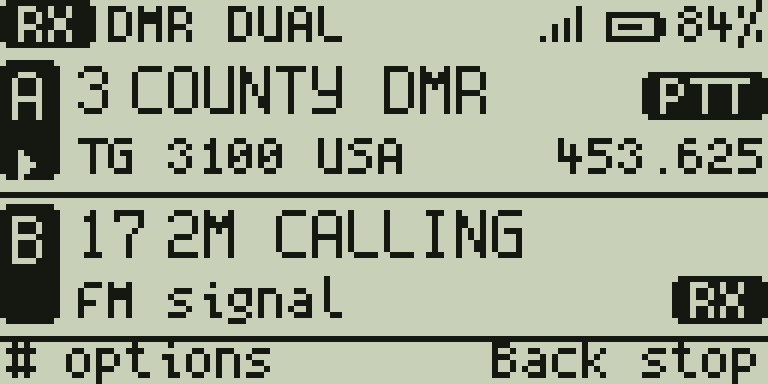 RX DMR DUAL 84%
A 3 COUNTY DMR PTT
TG 3100 USA 453.625
B 17 2M CALLING
FM signal RX
# options Back stop